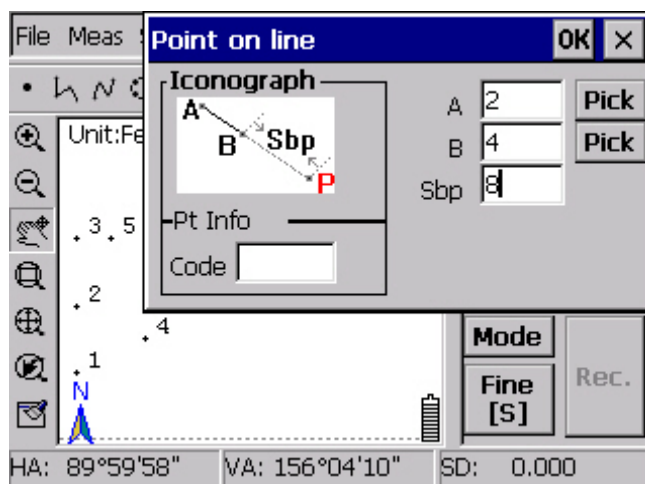 File Meas
Point on line OK ×
Iconograph
A
B Sbp
P
A 2 Pick
B 4 Pick
Sbp 8
Pt Info
Code
Unit:Fe
3 5
2
4
1
N
Mode
Fine
[S]
Rec.
HA: 89°59'58" VA: 156°04'10" SD: 0.000